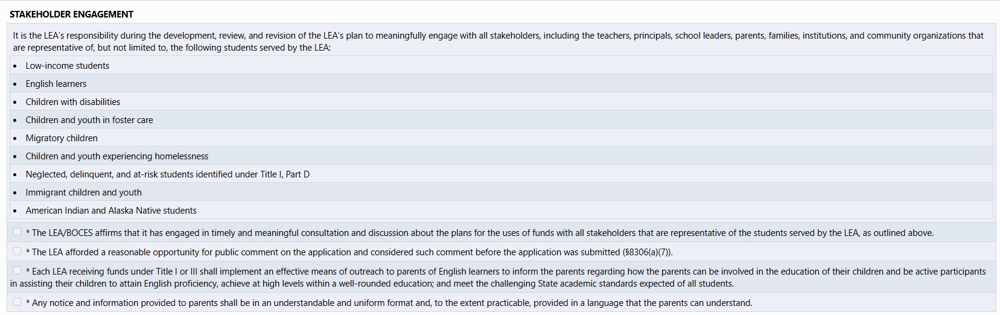 STAKEHOLDER ENGAGEMENT
It is the LEA's responsibility during the development, review, and revision of the LEA's plan to meaningfully engage with all stakeholders, including the teachers, principals, school leaders, parents, families, institutions, and community organizations that
are representative of, but not limited to, the following students served by the LEA:
• Low-income students
• English learners
• Children with disabilities
• Children and youth in foster care
• Migratory children
• Children and youth experiencing homelessness
• Neglected, delinquent, and at-risk students identified under Title I, Part D
• Immigrant children and youth
• American Indian and Alaska Native students
* The LEA/BOCES affirms that it has engaged in timely and meaningful consultation and discussion about the plans for the uses of funds with all stakeholders that are representative of the students served by the LEA, as outlined above.
* The LEA afforded a reasonable opportunity for public comment on the application and considered such comment before the application was submitted (§8306(a)(7)).
* Each LEA receiving funds under Title I or III shall implement an effective means of outreach to parents of English learners to inform the parents regarding how the parents can be involved in the education of their children and be active participants
in assisting their children to attain English proficiency, achieve at high levels within a well-rounded education; and meet the challenging State academic standards expected of all students.
* Any notice and information provided to parents shall be in an understandable and uniform format and, to the extent practicable, provided in a language that the parents can understand.